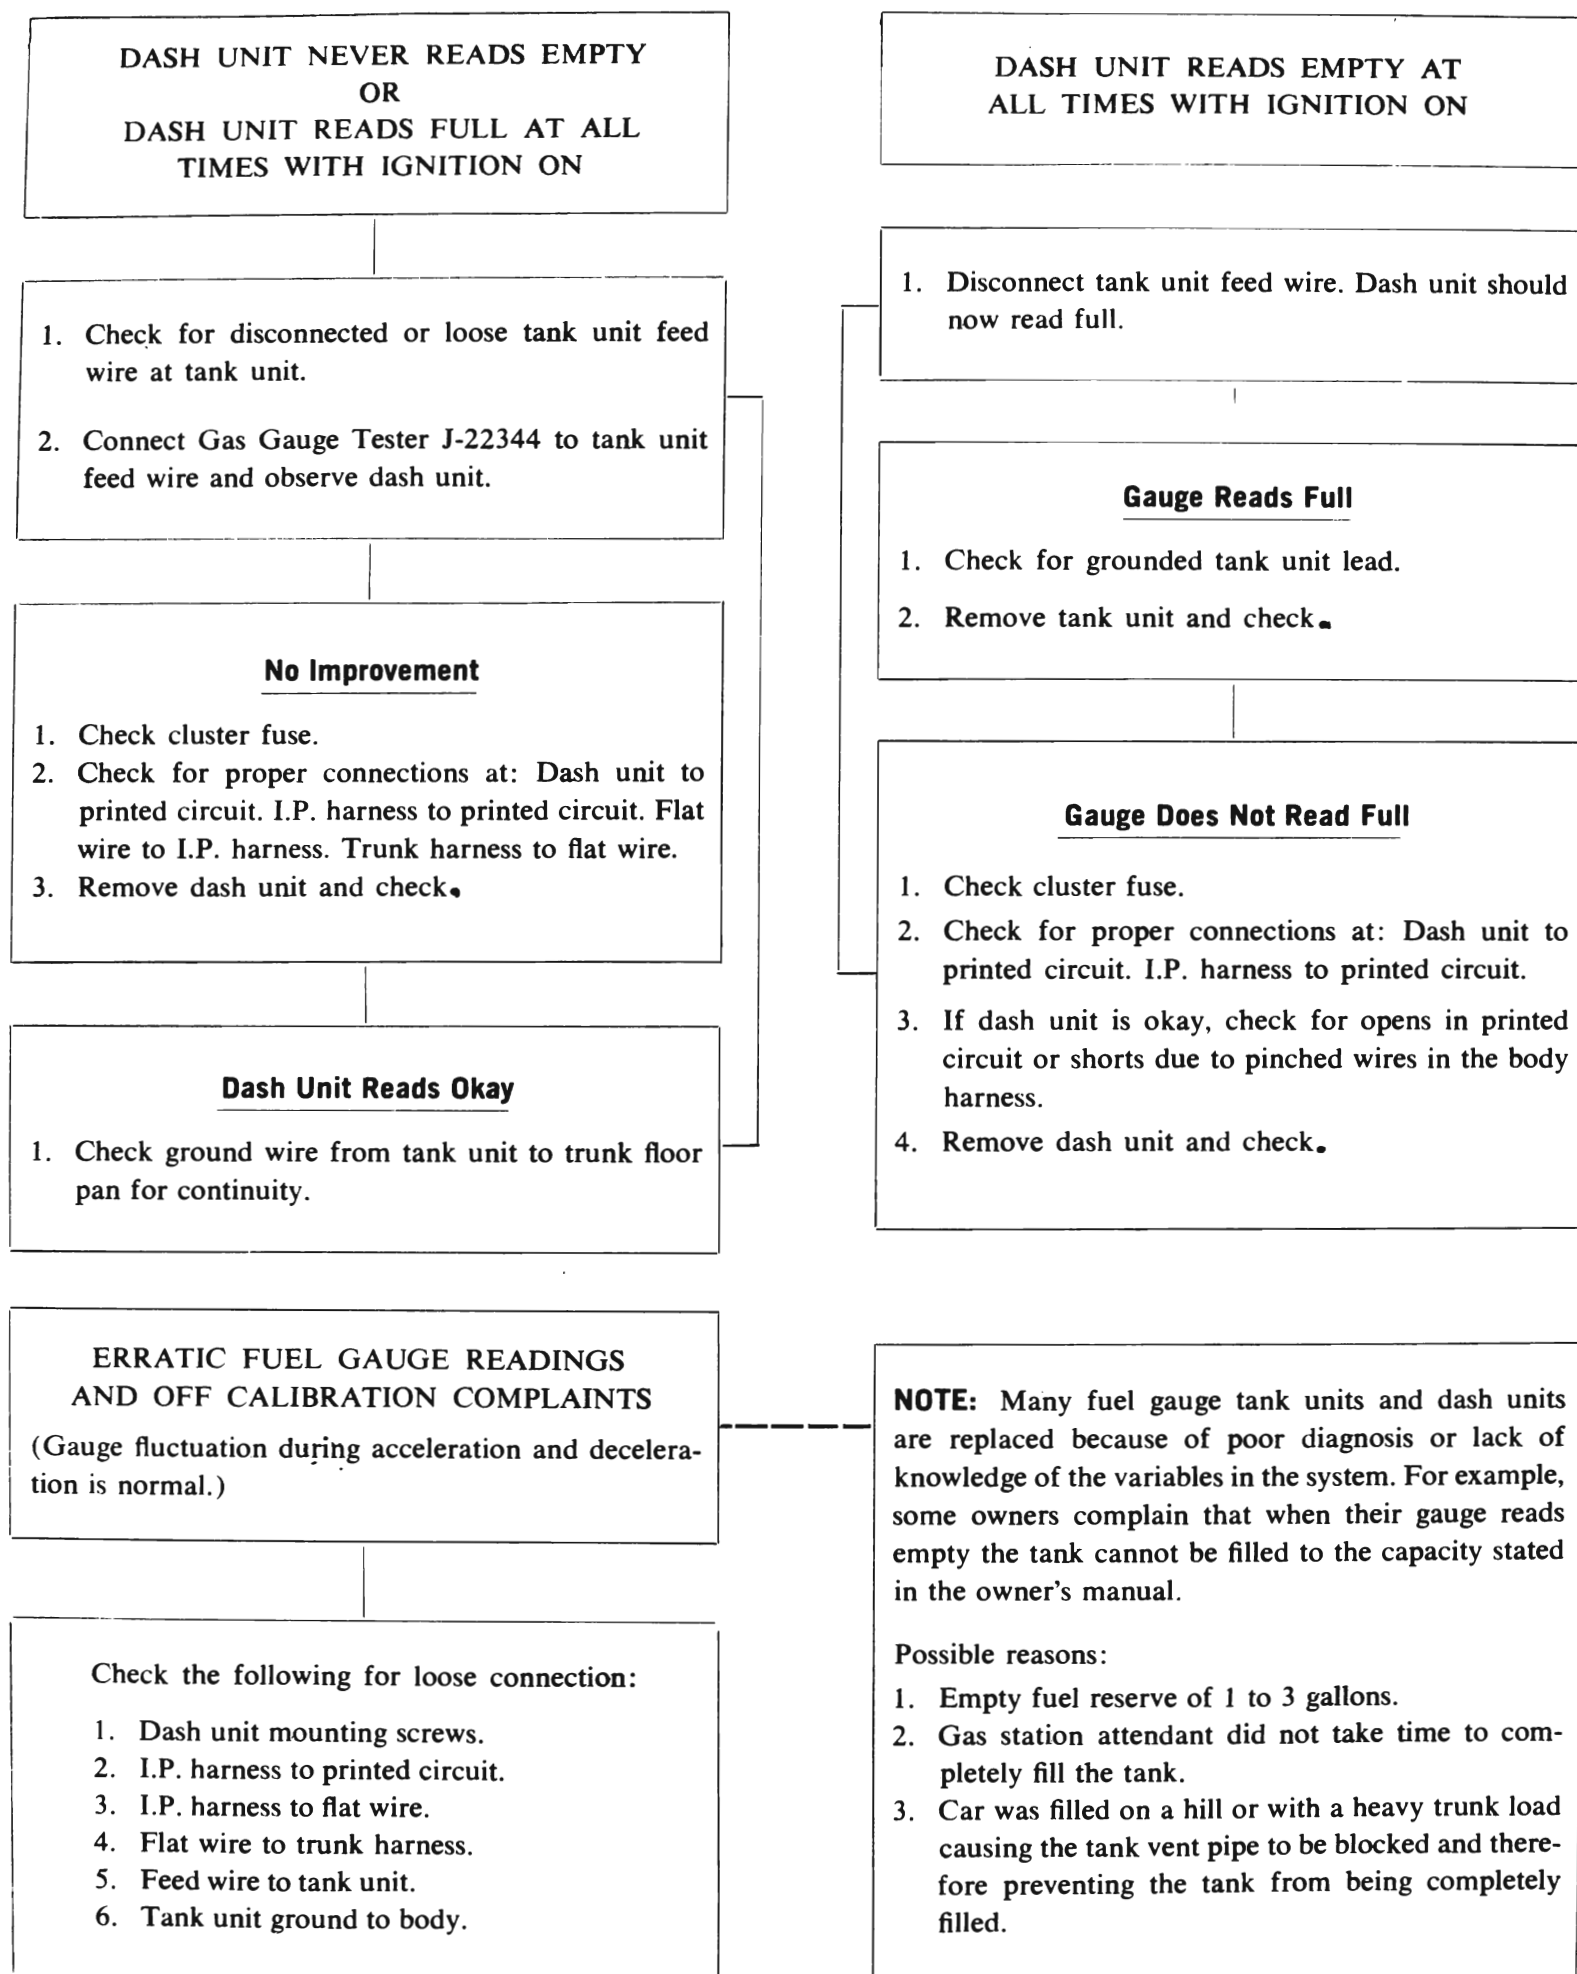 DASH UNIT NEVER READS EMPTY
OR
DASH UNIT READS FULL AT ALL
TIMES WITH IGNITION ON
1. Check for disconnected or loose tank unit feed
wire at tank unit.
2. Connect Gas Gauge Tester J-22344 to tank unit
feed wire and observe dash unit.
No Improvement
1. Check cluster fuse.
2. Check for proper connections at: Dash unit to
printed circuit. I.P. harness to printed circuit. Flat
wire to I.P. harness. Trunk harness to flat wire.
3. Remove dash unit and check.
Dash Unit Reads Okay
1. Check ground wire from tank unit to trunk floor
pan for continuity.
DASH UNIT READS EMPTY AT
ALL TIMES WITH IGNITION ON
1. Disconnect tank unit feed wire. Dash unit should
now read full.
Gauge Reads Full
1. Check for grounded tank unit lead.
2. Remove tank unit and check.
Gauge Does Not Read Full
1. Check cluster fuse.
2. Check for proper connections at: Dash unit to
printed circuit. I.P. harness to printed circuit.
3. If dash unit is okay, check for opens in printed
circuit or shorts due to pinched wires in the body
harness.
4. Remove dash unit and check.
ERRATIC FUEL GAUGE READINGS
AND OFF CALIBRATION COMPLAINTS
(Gauge fluctuation during acceleration and decelera-
tion is normal.)
Check the following for loose connection:
1. Dash unit mounting screws.
2. I.P. harness to printed circuit.
3. I.P. harness to flat wire.
4. Flat wire to trunk harness.
5. Feed wire to tank unit.
6. Tank unit ground to body.
NOTE: Many fuel gauge tank units and dash units
are replaced because of poor diagnosis or lack of
knowledge of the variables in the system. For example,
some owners complain that when their gauge reads
empty the tank cannot be filled to the capacity stated
in the owner's manual.
Possible reasons:
1. Empty fuel reserve of 1 to 3 gallons.
2. Gas station attendant did not take time to com-
pletely fill the tank.
3. Car was filled on a hill or with a heavy trunk load
causing the tank vent pipe to be blocked and there-
fore preventing the tank from being completely
filled.